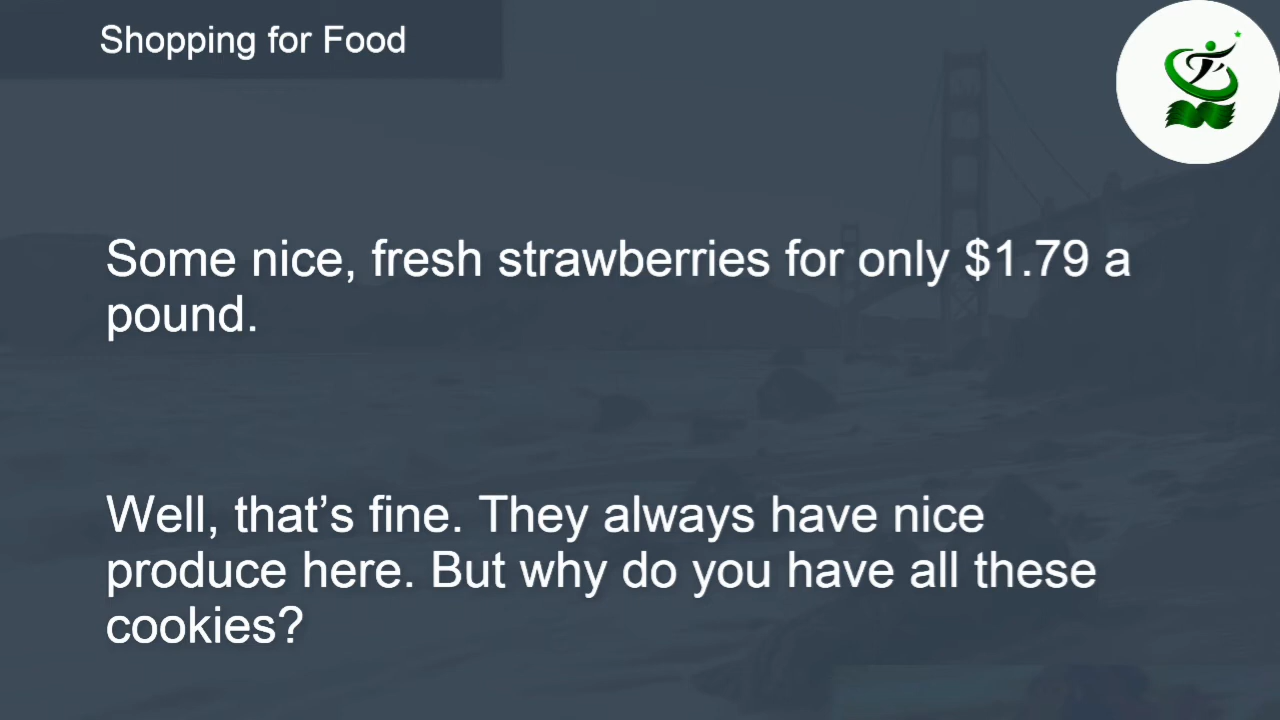 Shopping for Food
Some nice, fresh strawberries for only $1.79 a
pound.
Well, that’s fine. They always have nice
produce here. But why do you have all these
cookies?